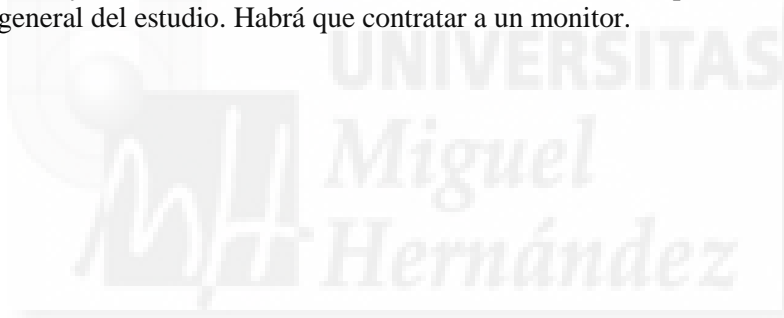 general del estudio. Habrá que contratar a un monitor.
UNIVERSITAS
Miguel
Hernández